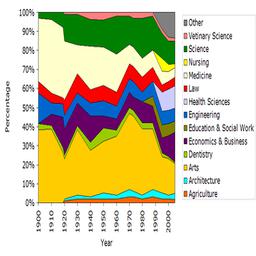 100%
90%
80%
70%
60%
50%
40%
30%
20%
10%
0%
Percentage
1900
1910
1920
1930
1940
1950
1960
1970
1980
1990
2000
Year
Other
Vetinary Science
Science
Nursing
Medicine
Law
Health Sciences
Engineering
Education & Social Work
Economics & Business
Dentistry
Arts
Architecture
Agriculture